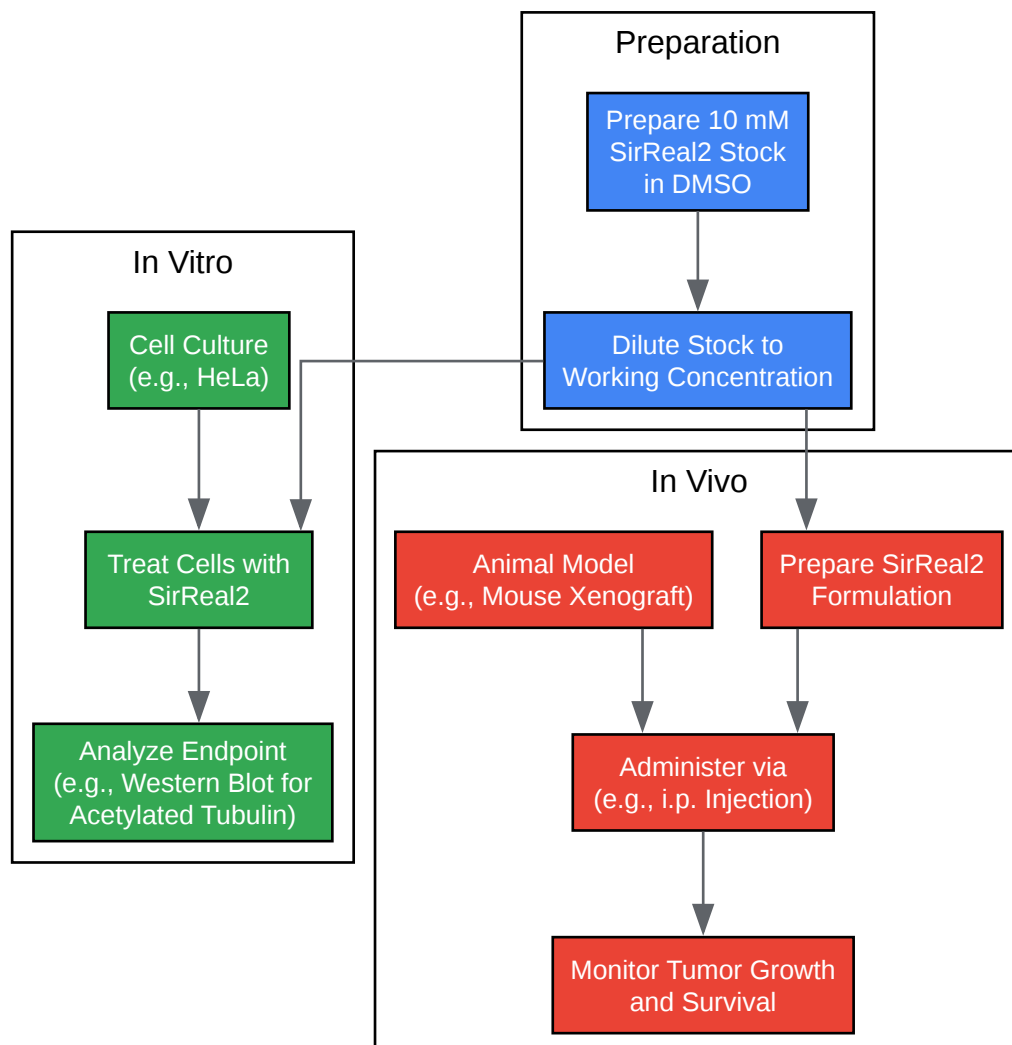 Preparation
Prepare 10 mM
SirReal2 Stock
in DMSO
Dilute Stock to
Working Concentration
In Vitro
Cell Culture
(e.g., HeLa)
Treat Cells with
SirReal2
Analyze Endpoint
(e.g., Western Blot for
Acetylated Tubulin)
In Vivo
Animal Model
(e.g., Mouse Xenograft)
Prepare SirReal2
Formulation
Administer via
(e.g., i.p. Injection)
Monitor Tumor Growth
and Survival